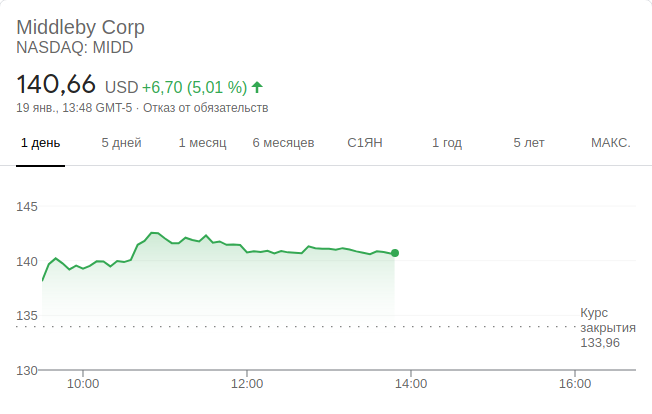 Middleby Corp
NASDAQ: MIDD
140,66 USD +6,70 (5,01 %)
19 янв., 13:48 GMT-5 · Отказ от обязательств
1 день 5 дней 1 месяц 6 месяцев С1ЯН 1 год 5 лет МАКС.
145
140
135
Курс
закрытия
133,96
130
10:00 12:00 14:00 16:00